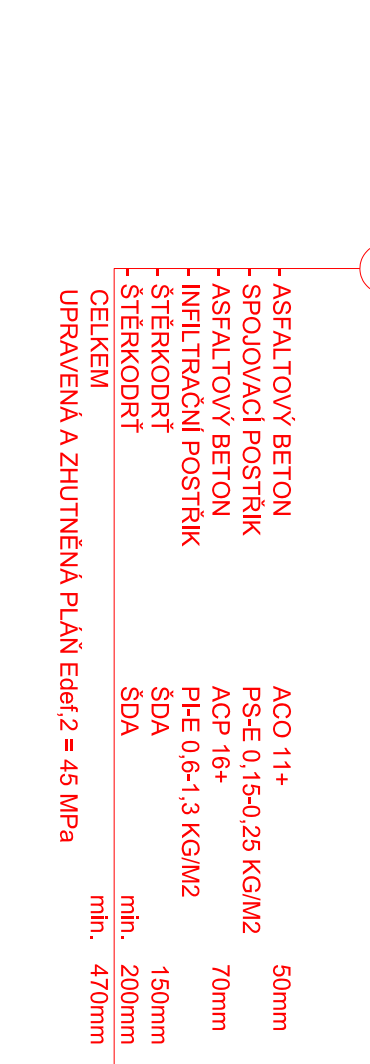 ASFALTOVÝ BETON ACO 11+ 50mm
SPOJOVACÍ POSTŘIK PS-E 0,15-0,25 KG/M2
ASFALTOVÝ BETON ACP 16+ 70mm
INFILTRAČNÍ POSTŘIK PI-E 0,6-1,3 KG/M2
ŠTĚRKODRŤ ŠDA 150mm
ŠTĚRKODRŤ ŠDA min. 200mm
CELKEM min. 470mm
UPRAVENÁ A ZHUTNĚNÁ PLÁŇ Edef,2 = 45 MPa